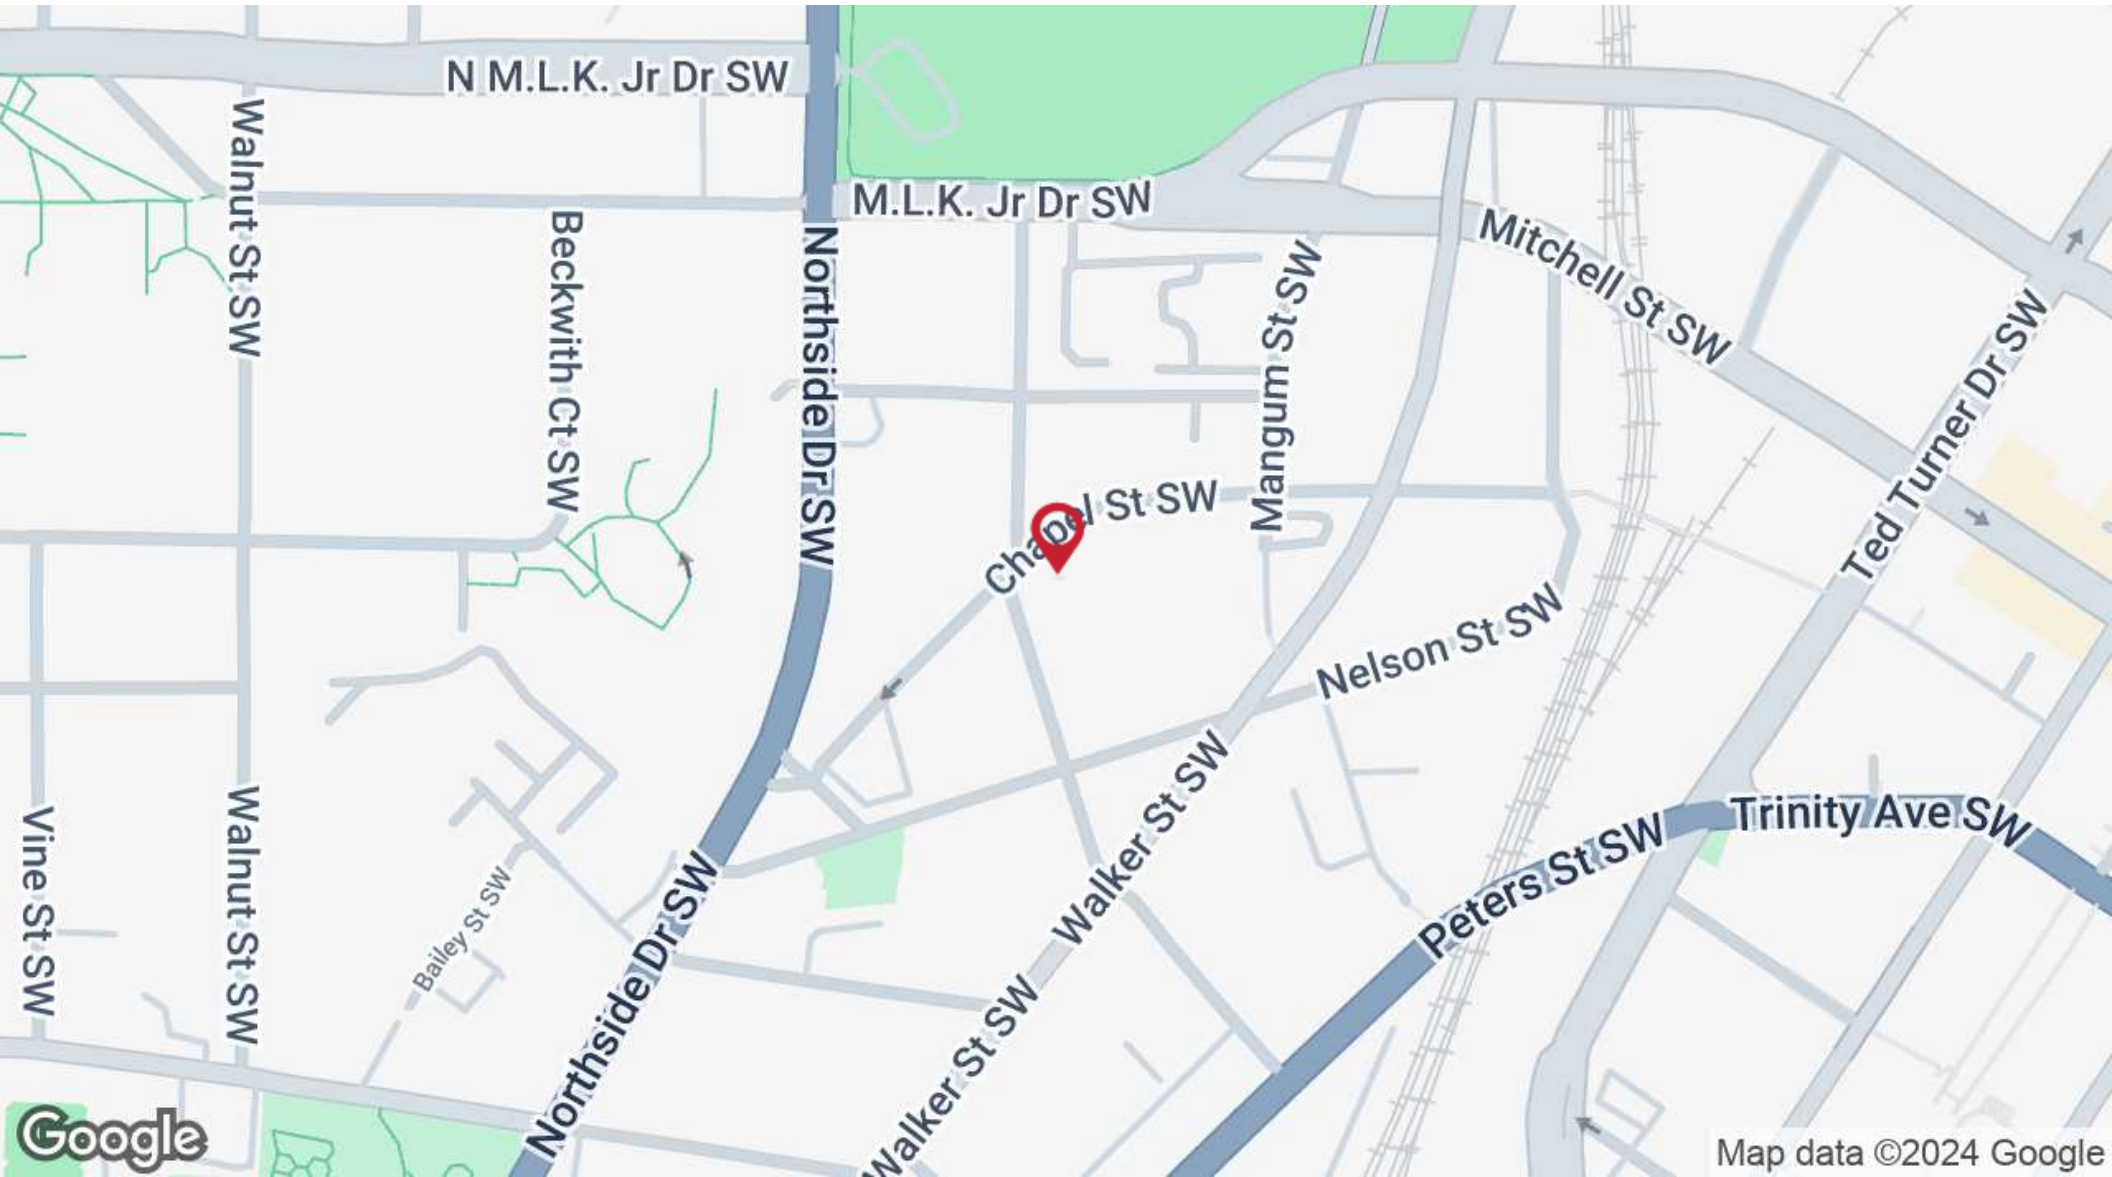 N M.L.K. Jr Dr SW
Walnut St SW
M.L.K. Jr Dr SW
Beckwith Ct SW
Northside Dr SW
Mangum St SW
Mitchell St SW
Ted Turner Dr SW
Chapel St SW
Nelson St SW
Walker St SW
Trinity Ave SW
Peters St SW
Vine St SW
Walnut St SW
Bailey St SW
Northside Dr SW
Walker St SW
Google
Map data ©2024 Google